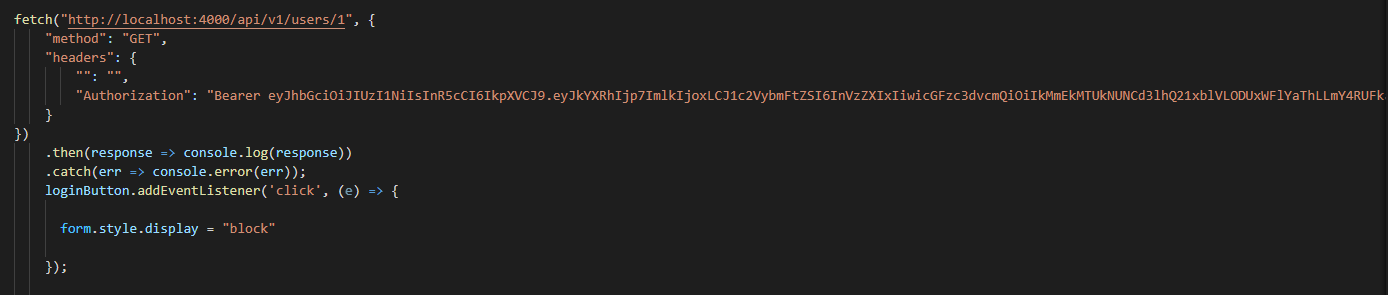 fetch("http://localhost:4000/api/v1/users/1", {
"method": "GET",
"headers": {
"": "",
"Authorization": "Bearer eyJhbGciOiJIUzI1NiIsInR5cCI6IkpXVCJ9.eyJkYXRhIjp7ImlkIjoxLCJ1c2VybmFtZSI6InVzZXIxIiwicGFzc3dvcmQiOiIkMmEkMTUkNUNCd3lhQ21xblVLODUxWFlYaThLLmY4RUFk
}
})
.then(response => console.log(response))
.catch(err => console.error(err));
loginButton.addEventListener('click', (e) => {
form.style.display = "block"
});